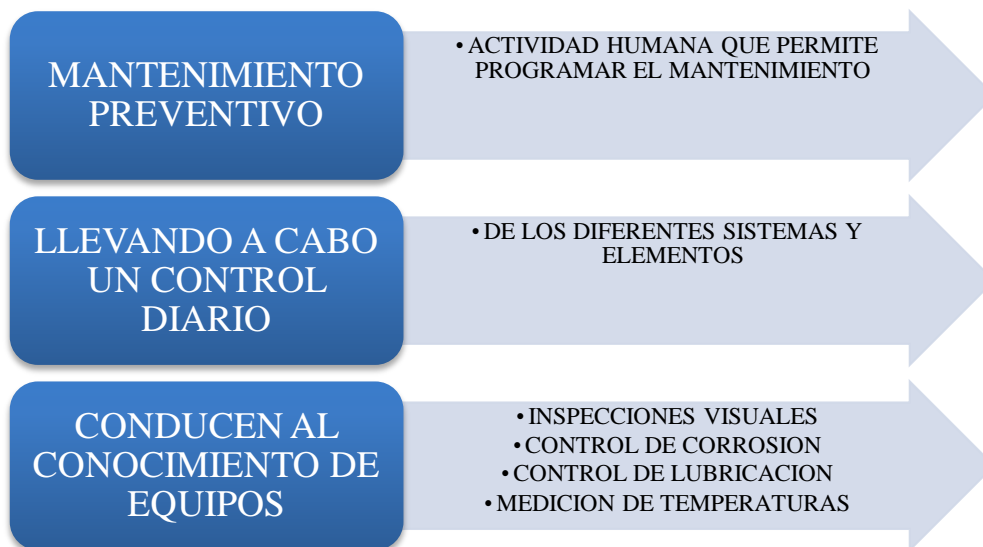 MANTENIMIENTO
PREVENTIVO
• ACTIVIDAD HUMANA QUE PERMITE
PROGRAMAR EL MANTENIMIENTO
LLEVANDO A CABO
UN CONTROL
DIARIO
• DE LOS DIFERENTES SISTEMAS Y
ELEMENTOS
CONDUCEN AL
CONOCIMIENTO DE
EQUIPOS
• INSPECCIONES VISUALES
• CONTROL DE CORROSION
• CONTROL DE LUBRICACION
• MEDICION DE TEMPERATURAS